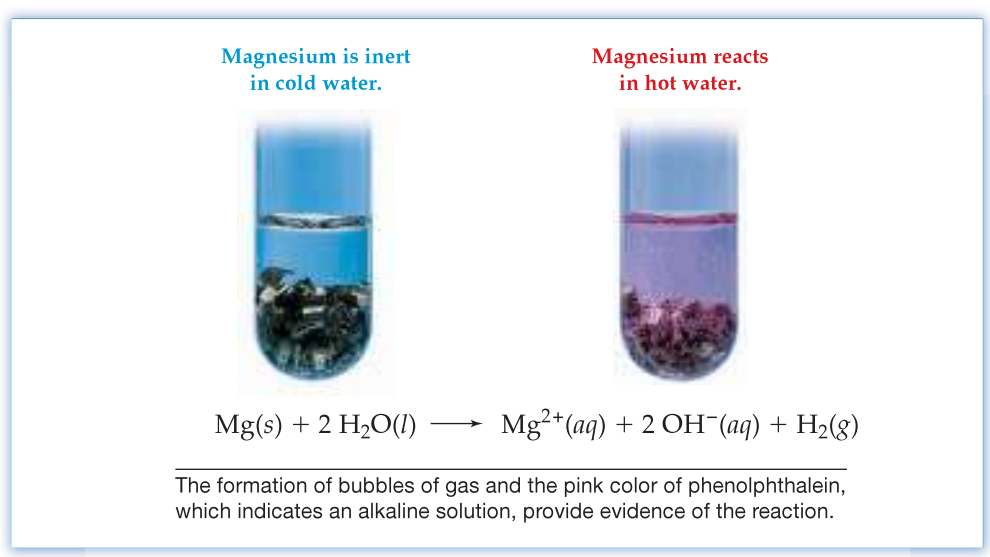 Magnesium is inert
in cold water.
Magnesium reacts
in hot water.
Mg(s) + 2 H₂O(l) ⟶ Mg²⁺(aq) + 2 OH⁻(aq) + H₂(g)
The formation of bubbles of gas and the pink color of phenolphthalein,
which indicates an alkaline solution, provide evidence of the reaction.